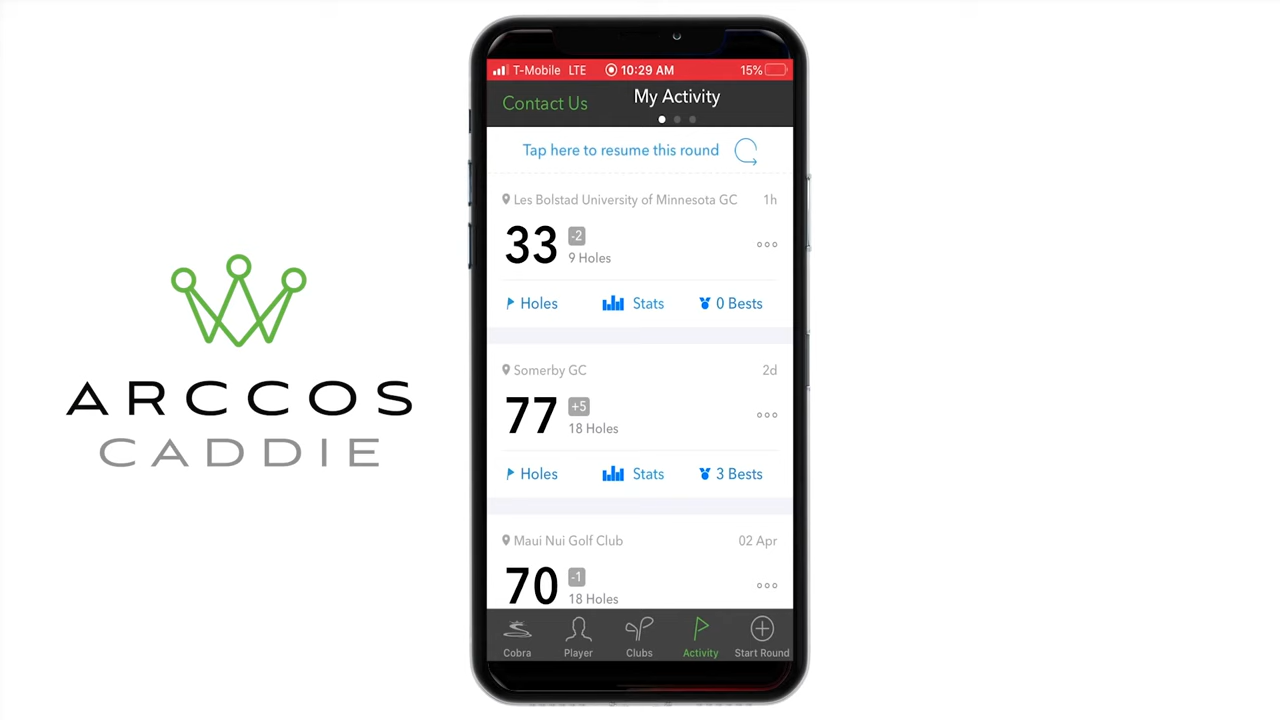 ARCCOS
CADDIE
T-Mobile LTE 10:29 AM 15%
Contact Us My Activity
Tap here to resume this round
Les Bolstad University of Minnesota GC 1h
33 -2
9 Holes
Holes Stats 0 Bests
Somerby GC 2d
77 +5
18 Holes
Holes Stats 3 Bests
Maui Nui Golf Club 02 Apr
70 -1
18 Holes
Cobra Player Clubs Activity Start Round